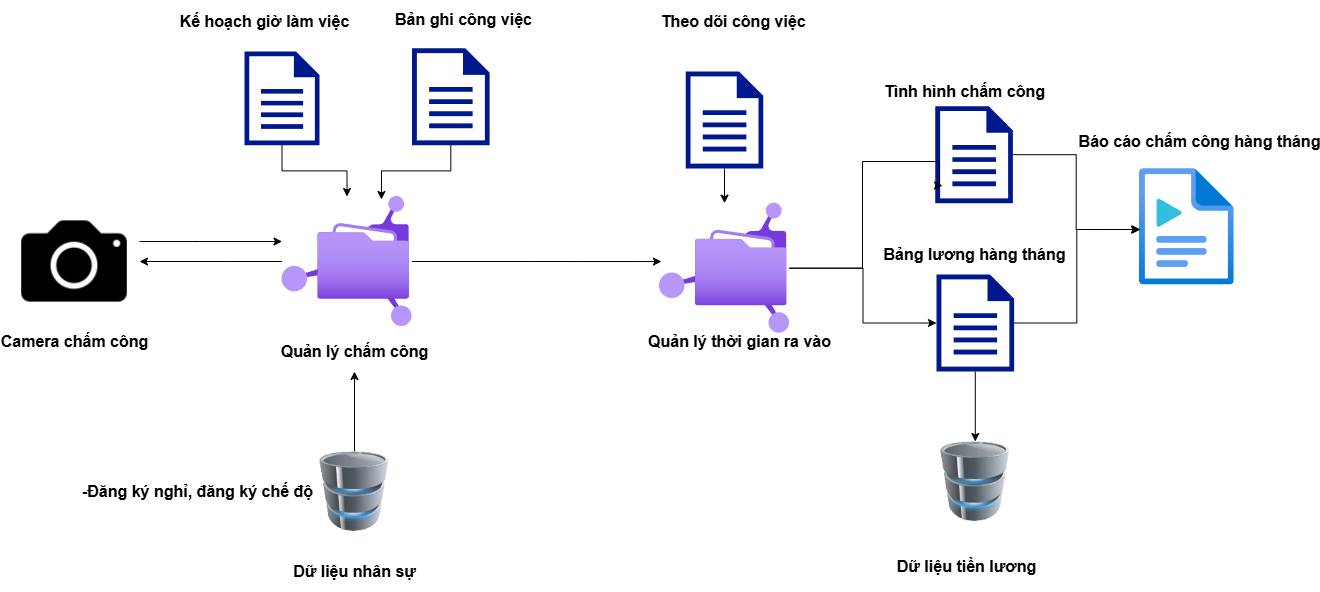 Kế hoạch giờ làm việc
Bản ghi công việc
Theo dõi công việc
Tình hình chấm công
Báo cáo chấm công hàng tháng
Bảng lương hàng tháng
Camera chấm công
Quản lý chấm công
Quản lý thời gian ra vào
-Đăng ký nghỉ, đăng ký chế độ
Dữ liệu nhân sự
Dữ liệu tiền lương